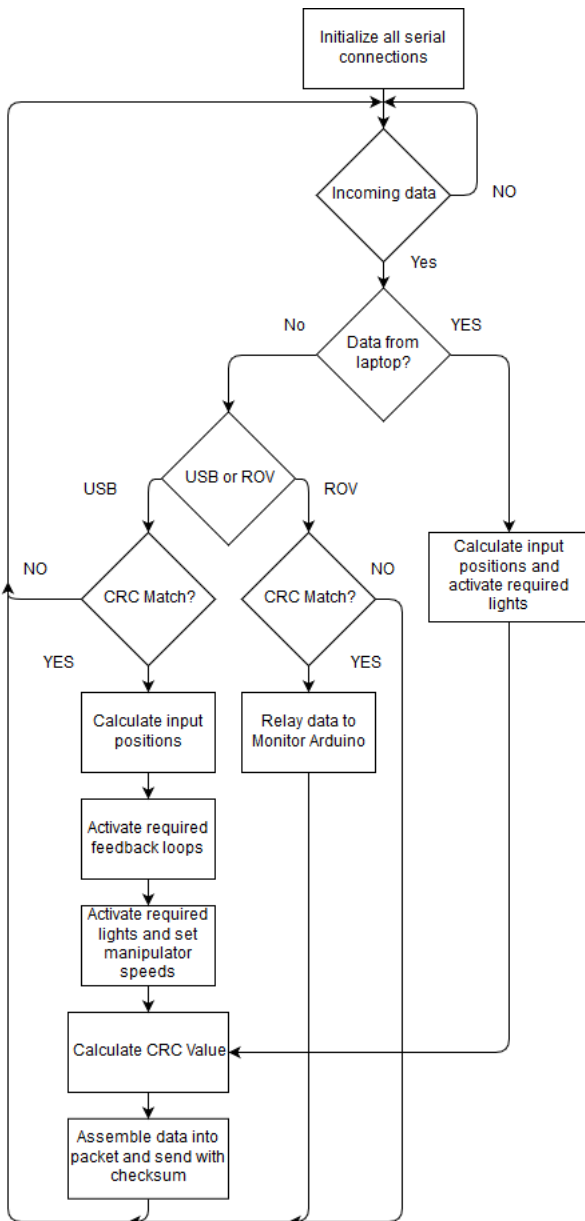 Initialize all serial
connections
Incoming data
NO
Yes
No
YES
Data from
laptop?
USB
USB or ROV
ROV
NO
CRC Match?
CRC Match?
NO
Calculate input
positions and
activate required
lights
YES
YES
Calculate input
positions
Relay data to
Monitor Arduino
Activate required
feedback loops
Activate required
lights and set
manipulator
speeds
Calculate CRC Value
Assemble data into
packet and send with
checksum